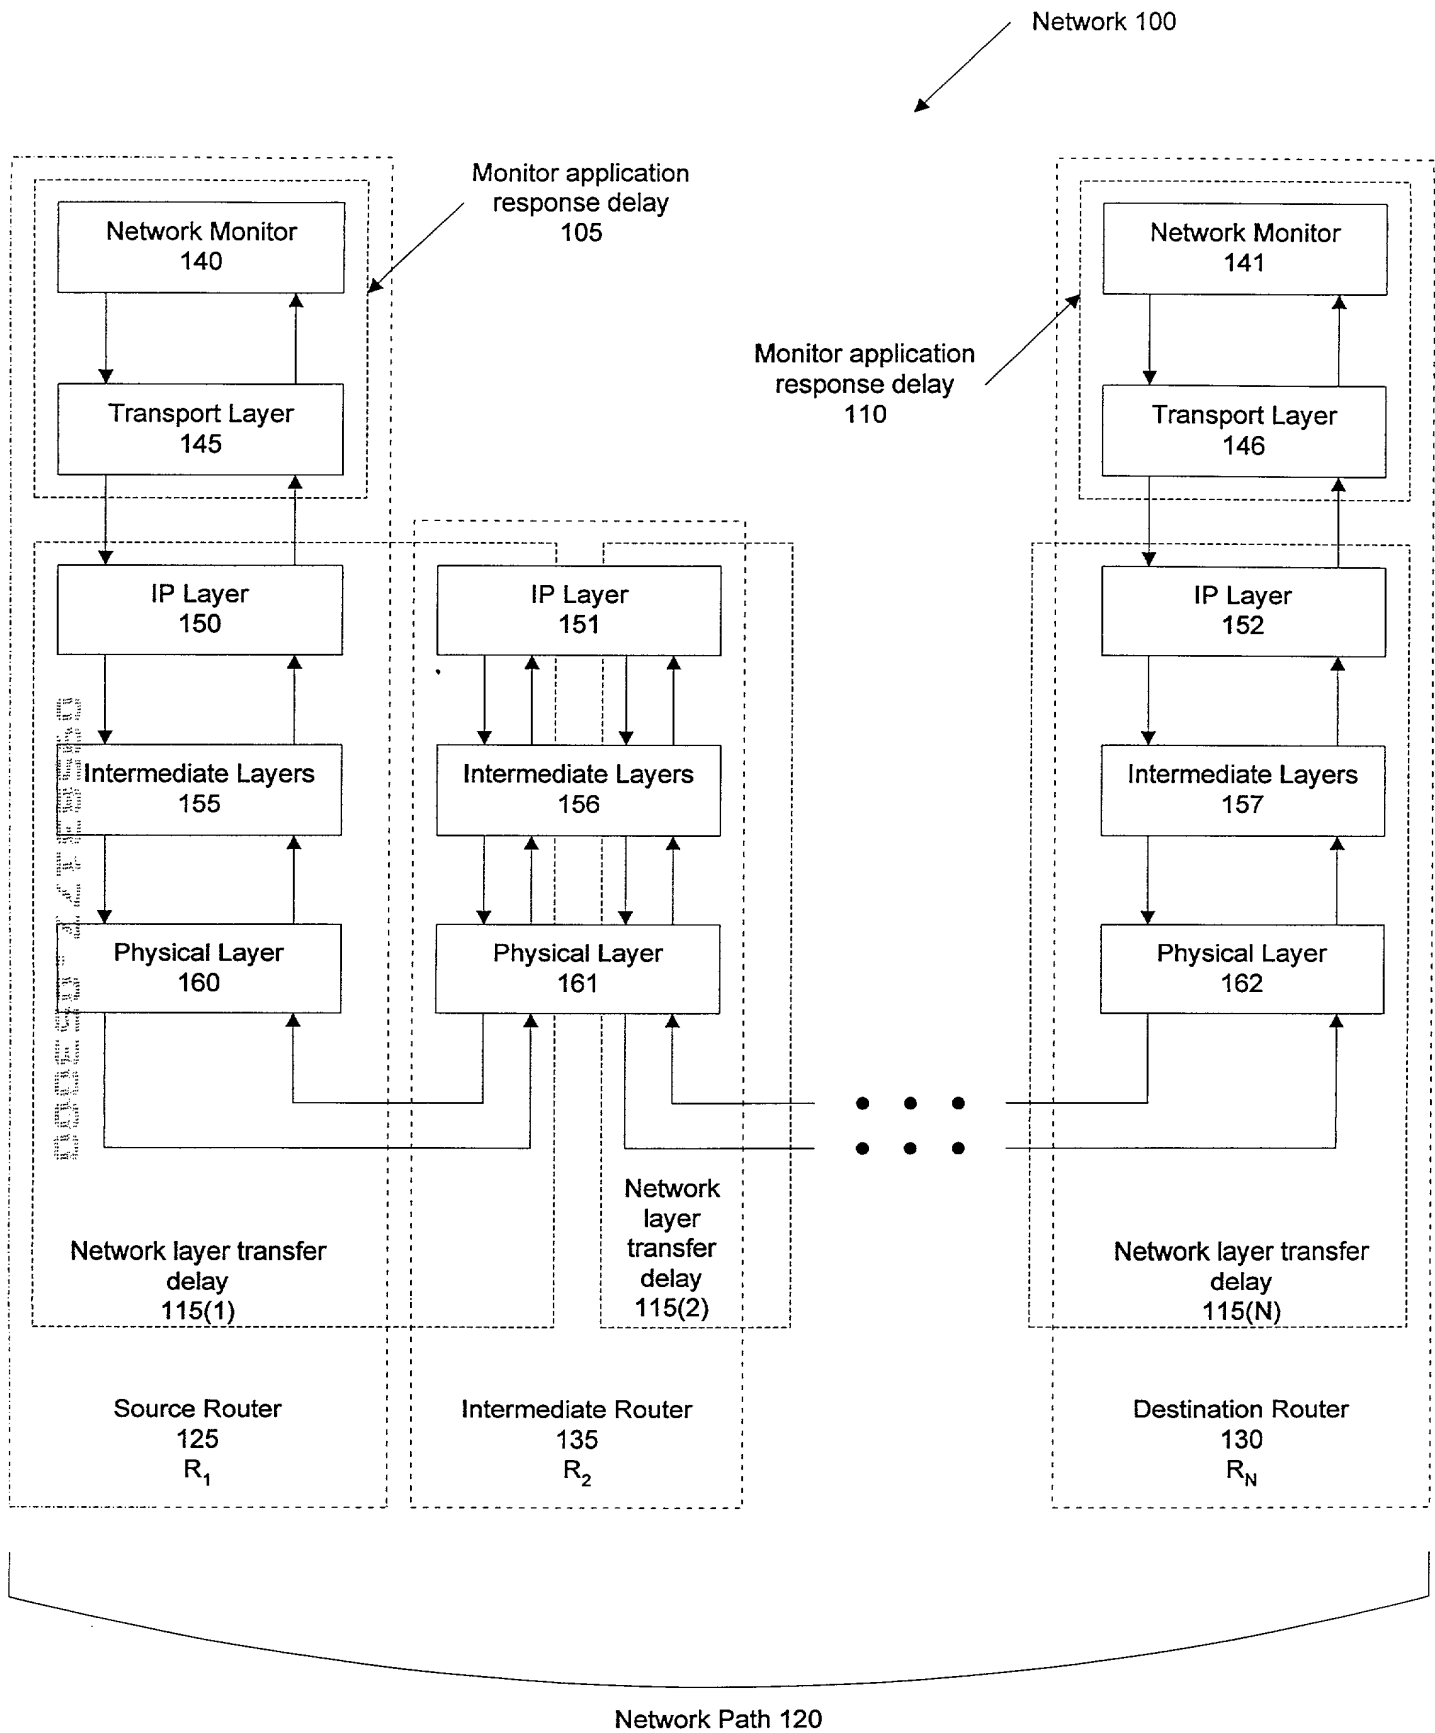 Network 100
Monitor application
response delay
105
Network Monitor
140
Network Monitor
141
Monitor application
response delay
110
Transport Layer
145
Transport Layer
146
IP Layer
150
IP Layer
151
IP Layer
152
Intermediate Layers
155
Intermediate Layers
156
Intermediate Layers
157
Physical Layer
160
Physical Layer
161
Physical Layer
162
Network layer transfer
delay
115(1)
Network
layer
transfer
delay
115(2)
Network layer transfer
delay
115(N)
Source Router
125
R1
Intermediate Router
135
R2
Destination Router
130
RN
Network Path 120